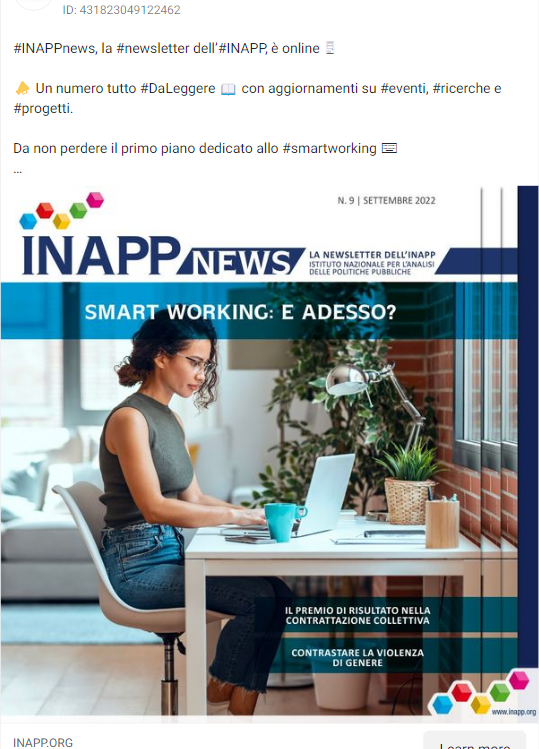 ID: 431823049122462
#INAPPnews, la #newsletter dell'#INAPP, è online
Un numero tutto #DaLeggere 📖 con aggiornamenti su #eventi, #ricerche e
#progetti.
Da non perdere il primo piano dedicato allo #smartworking ⌨
...
N. 9 | SETTEMBRE 2022
INAPP NEWS
LA NEWSLETTER DELL'INAPP
ISTITUTO NAZIONALE PER L'ANALISI
DELLE POLITICHE PUBBLICHE
SMART WORKING: E ADESSO?
IL PREMIO DI RISULTATO NELLA
CONTRATTAZIONE COLLETTIVA
CONTRASTARE LA VIOLENZA
DI GENERE
www.inapp.org
INAPP.ORG
Learn more